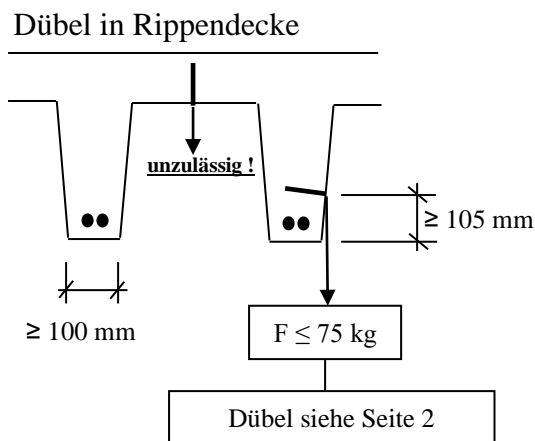 Dübel in Rippendecke
unzulässig !
≥ 105 mm
≥ 100 mm
F ≤ 75 kg
Dübel siehe Seite 2